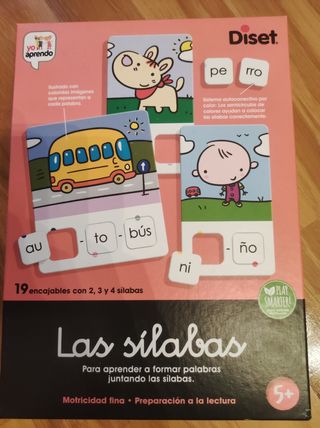 yo
aprendo
Diset
Ilustrado con
coloridas imágenes
que representan a
cada palabra.
pe rro
Sistema autocorrectivo por
color: Los semicírculos de
colores ayudan a colocar
las sílabas correctamente.
au - to - bús
ni - ño
19 encajables con 2, 3 y 4 sílabas
PLAY
SMARTER!
Las sílabas
Para aprender a formar palabras
juntando las sílabas.
Motricidad fina • Preparación a la lectura
5+